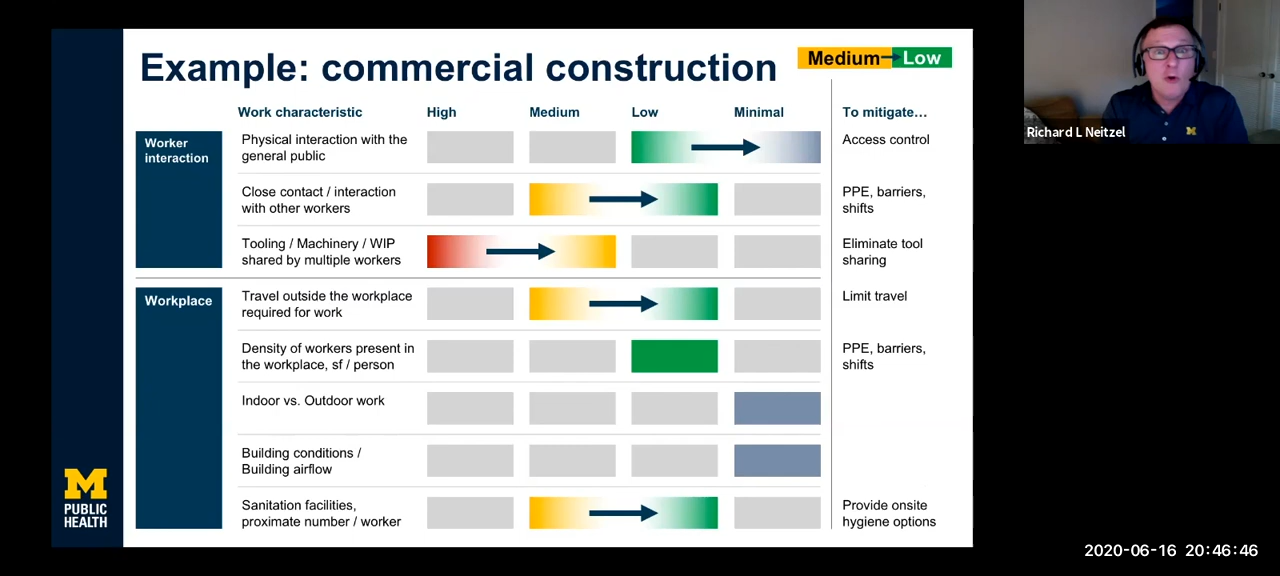 Example: commercial construction
Medium → Low
Work characteristic
High
Medium
Low
Minimal
To mitigate…
Worker
interaction
Physical interaction with the
general public
Access control
Close contact / interaction
with other workers
PPE, barriers,
shifts
Tooling / Machinery / WIP
shared by multiple workers
Eliminate tool
sharing
Workplace
Travel outside the workplace
required for work
Limit travel
Density of workers present in
the workplace, sf / person
PPE, barriers,
shifts
Indoor vs. Outdoor work
Building conditions /
Building airflow
Sanitation facilities,
proximate number / worker
Provide onsite
hygiene options
M
PUBLIC
HEALTH
Richard L Neitzel
M
2020-06-16 20:46:46